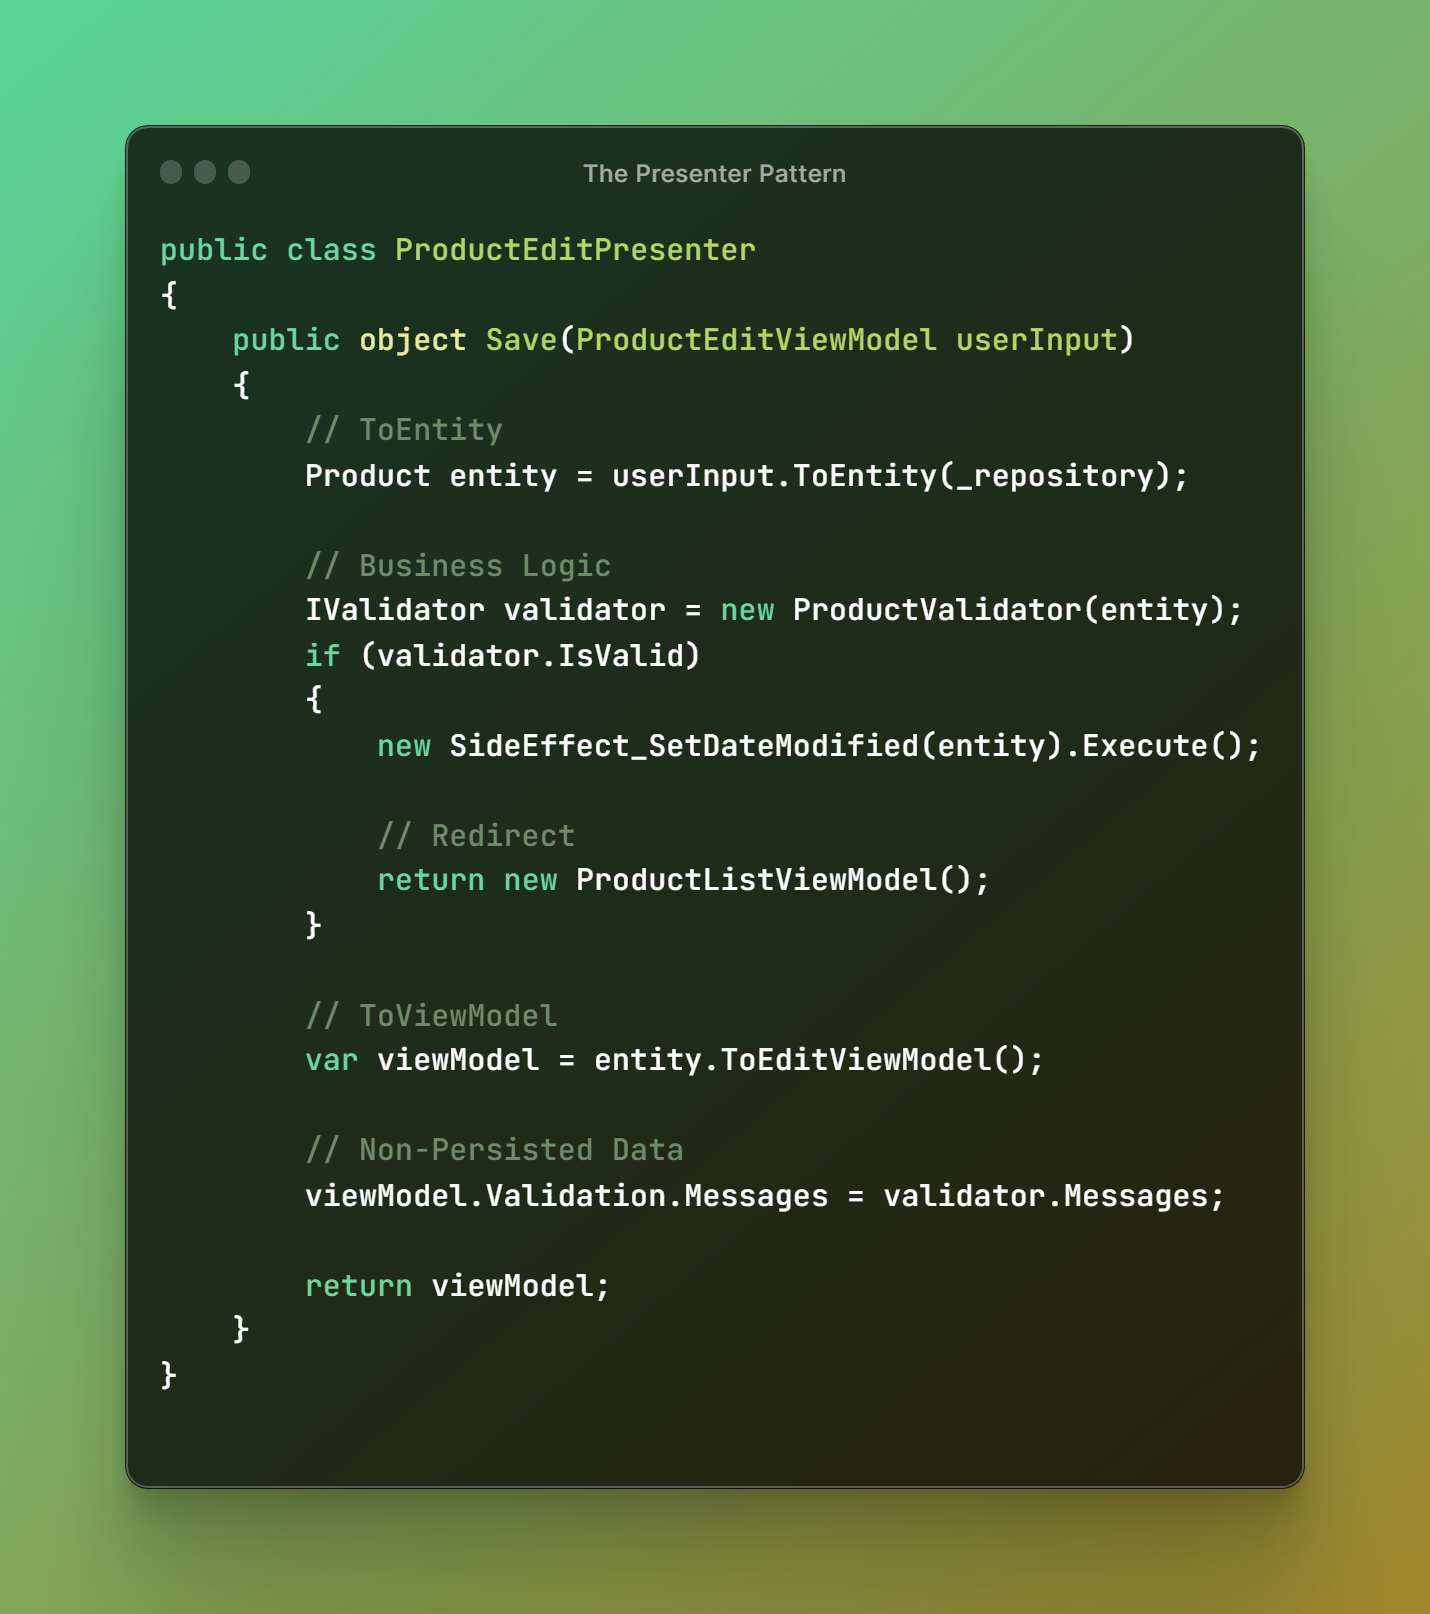 The Presenter Pattern
public class ProductEditPresenter
{
    public object Save(ProductEditViewModel userInput)
    {
        // ToEntity
        Product entity = userInput.ToEntity(_repository);

        // Business Logic
        IValidator validator = new ProductValidator(entity);
        if (validator.IsValid)
        {
            new SideEffect_SetDateModified(entity).Execute();

            // Redirect
            return new ProductListViewModel();
        }

        // ToViewModel
        var viewModel = entity.ToEditViewModel();

        // Non-Persisted Data
        viewModel.Validation.Messages = validator.Messages;

        return viewModel;
    }
}